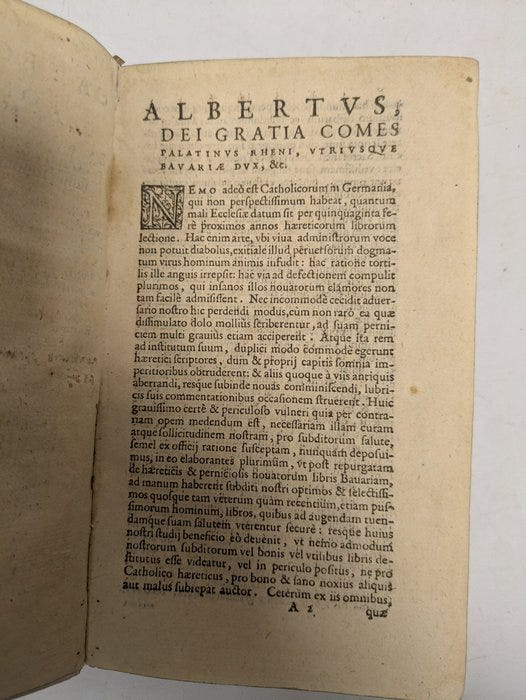 ALBERTVS,
DEI GRATIA COMES
PALATINVS RHENI, VTRIVSQVE
BAVARIÆ DVX, &c.
NEMO adeò est Catholicorum in Germania,
qui non perspectissimum habeat, quantum
mali Ecclesiæ datum sit per quinquaginta fe-
rè proximos annos hæreticorum librorum
lectione. Hac enim arte, vbi viua administrorum voce
non potuit diabolus, exitiale illud peruersorum dogma-
tum virus hominum animis infudit: hac ratione torti-
lis ille anguis irrepsit: hac via ad defectionem compulit
plurimos, qui insanos illos nouatorum clamores non
tam facilè admisissent. Nec incommodè cecidit aduer-
sario nostro hic perdendi modus, cùm non rarò ea quæ
dissimulato dolo mollius scriberentur, ad suam perni-
ciem multi grauius etiam acciperent. Atque ita rem
ad institutum suum, duplici modo commodè egerunt
hæretici scriptores, dum & proprij capitis somnia im-
peritioribus obtruderent: & aliis quoque à viis antiquis
aberrandi, resque subinde nouas comminiscendi, lubri-
cis suis commentationibus occasionem struerent. Huic
grauissimo certè & periculoso vulneri quia per contra-
riam opem medendum est, necessariam illam curam
atque sollicitudinem nostram, pro subditorum salute,
semel ex officij ratione susceptam, nunquam deposui-
mus, in eo elaborantes plurimùm, vt post repurgatam
de hæreticis & perniciosis nouatorum libris Bauariam,
ad manum haberent subditi nostri optimos & selectissi-
mos quosque tam veterum quàm recentium, etiam piis-
simorum hominum, libros, quibus ad augendam tuen-
damque suam salutem vterentur securè: resque huius
nostri studij beneficio eò deuenit, vt nemo admodum
nostrorum subditorum vel bonis vel vtilibus libris de-
stitutus esse videatur, vel in periculo positus, ne pro
Catholico hæreticus, pro bono & sano noxius aliquis
aut malus subrepat auctor. Ceterùm ex iis omnibus,
A 2 quæ